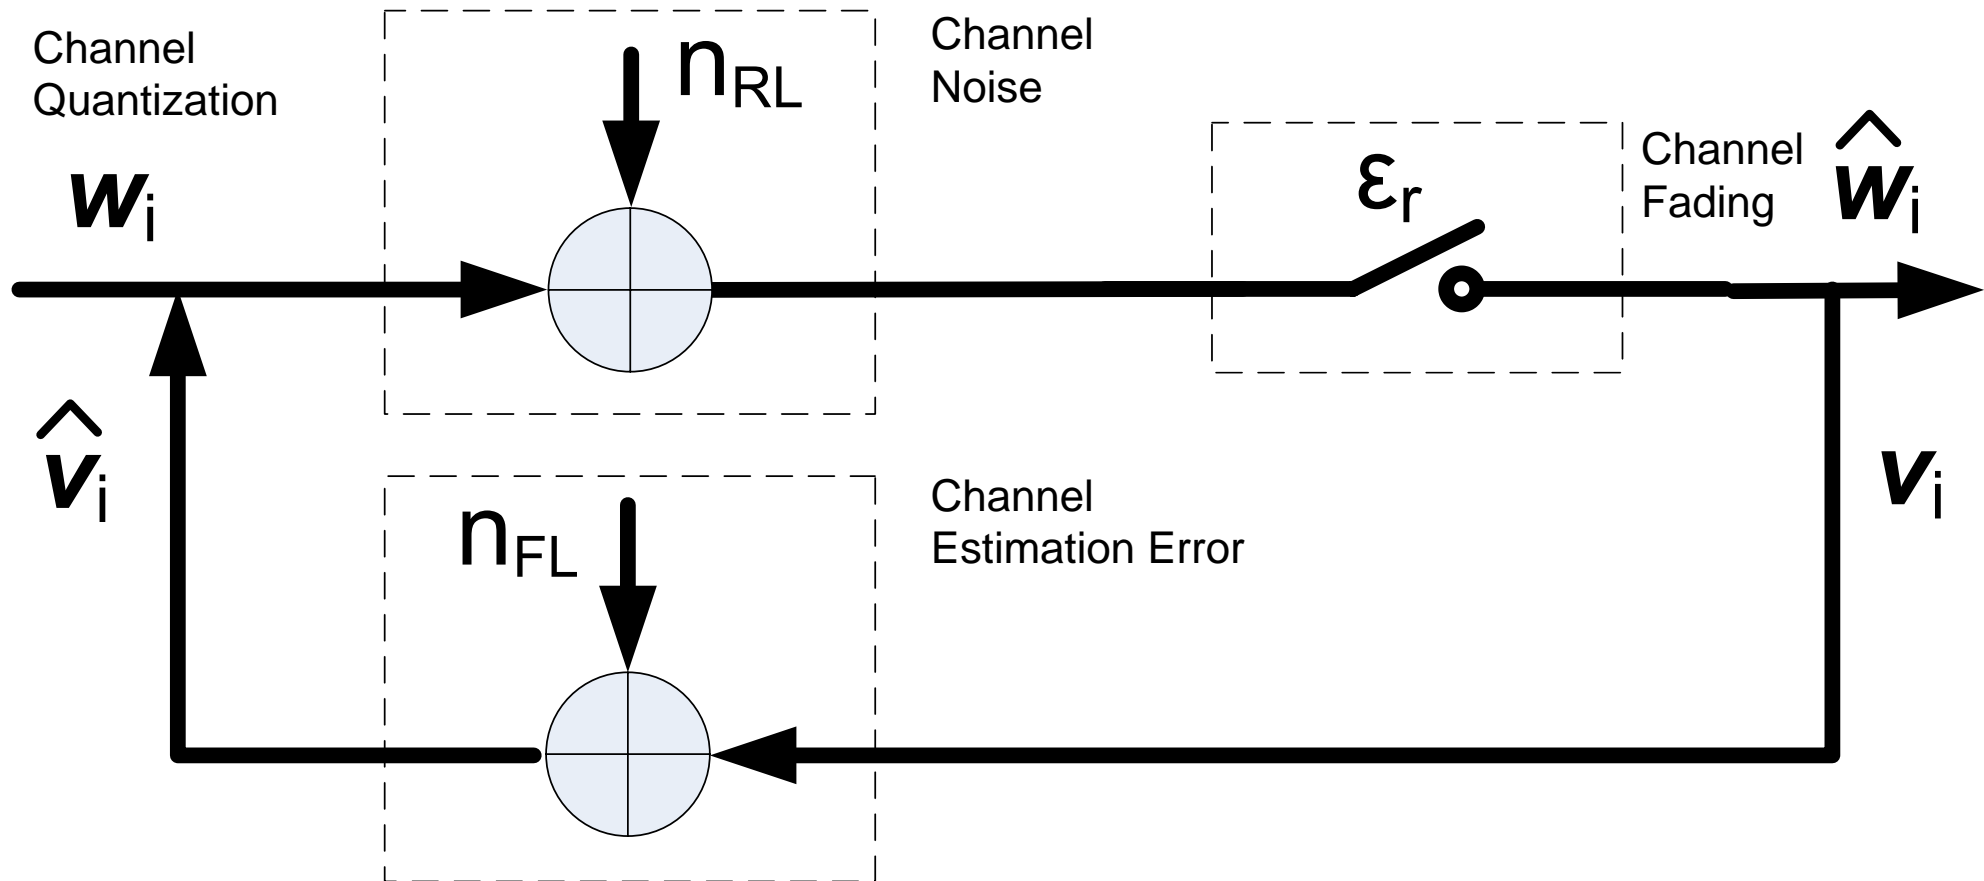 Channel
Quantization
n_RL
Channel
Noise
w_i
ε_r
Channel
Fading
ŵ_i
v̂_i
n_FL
Channel
Estimation Error
v_i